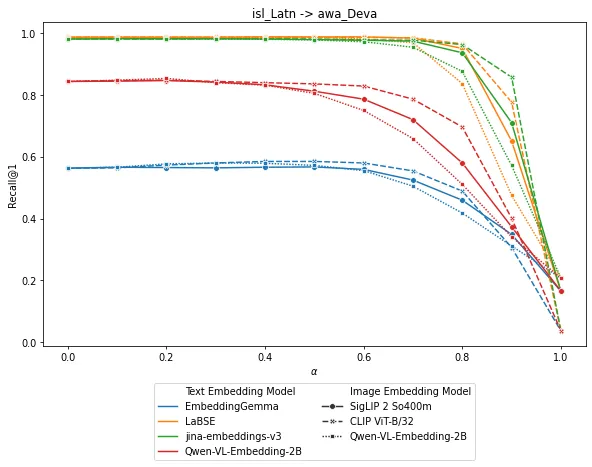 isl_Latn -> awa_Deva
Recall@1
1.0
0.8
0.6
0.4
0.2
0.0
0.0 0.2 0.4 0.6 0.8 1.0
α
Text Embedding Model
EmbeddingGemma
LaBSE
jina-embeddings-v3
Qwen-VL-Embedding-2B
Image Embedding Model
SigLIP 2 So400m
CLIP ViT-B/32
Qwen-VL-Embedding-2B